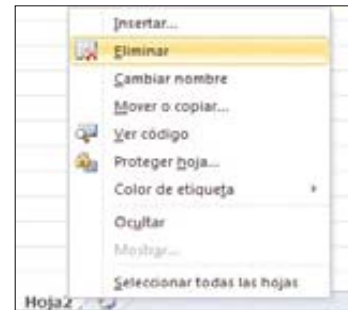 Insertar...
Eliminar
Cambiar nombre
Mover o copiar...
Ver código
Proteger hoja...
Color de etiqueta
Ocultar
Mostrar...
Seleccionar todas las hojas
Hoja2